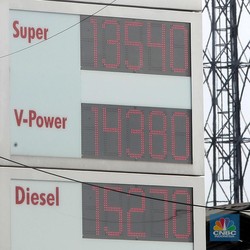 Super 13540
V-Power 14380
Diesel 15270
CNBC